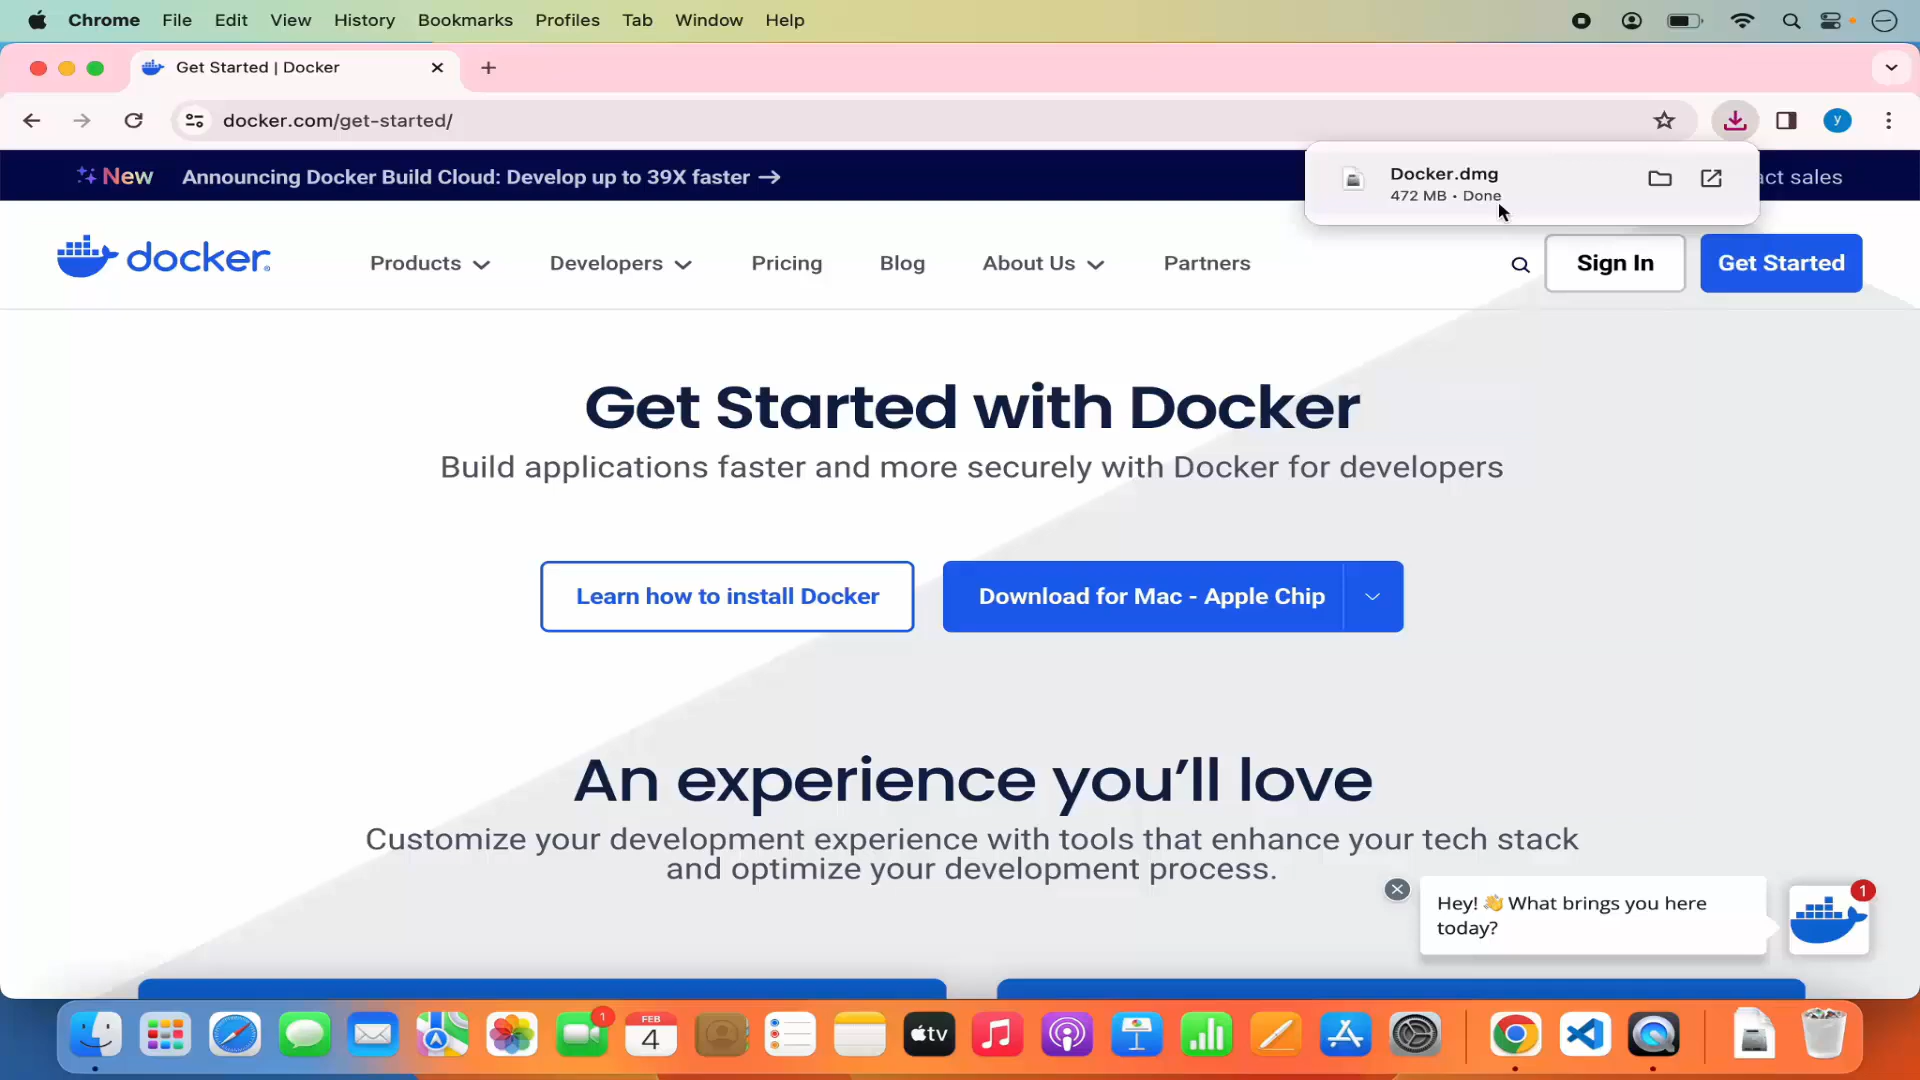 Chrome File Edit View History Bookmarks Profiles Tab Window Help
Get Started | Docker
docker.com/get-started/
y
New Announcing Docker Build Cloud: Develop up to 39X faster →
act sales
Docker.dmg
472 MB • Done
docker
Products Developers Pricing Blog About Us Partners
Sign In Get Started
Get Started with Docker
Build applications faster and more securely with Docker for developers
Learn how to install Docker
Download for Mac - Apple Chip
An experience you’ll love
Customize your development experience with tools that enhance your tech stack
and optimize your development process.
Hey! 👋 What brings you here
today?
1
1
FEB
4
tv